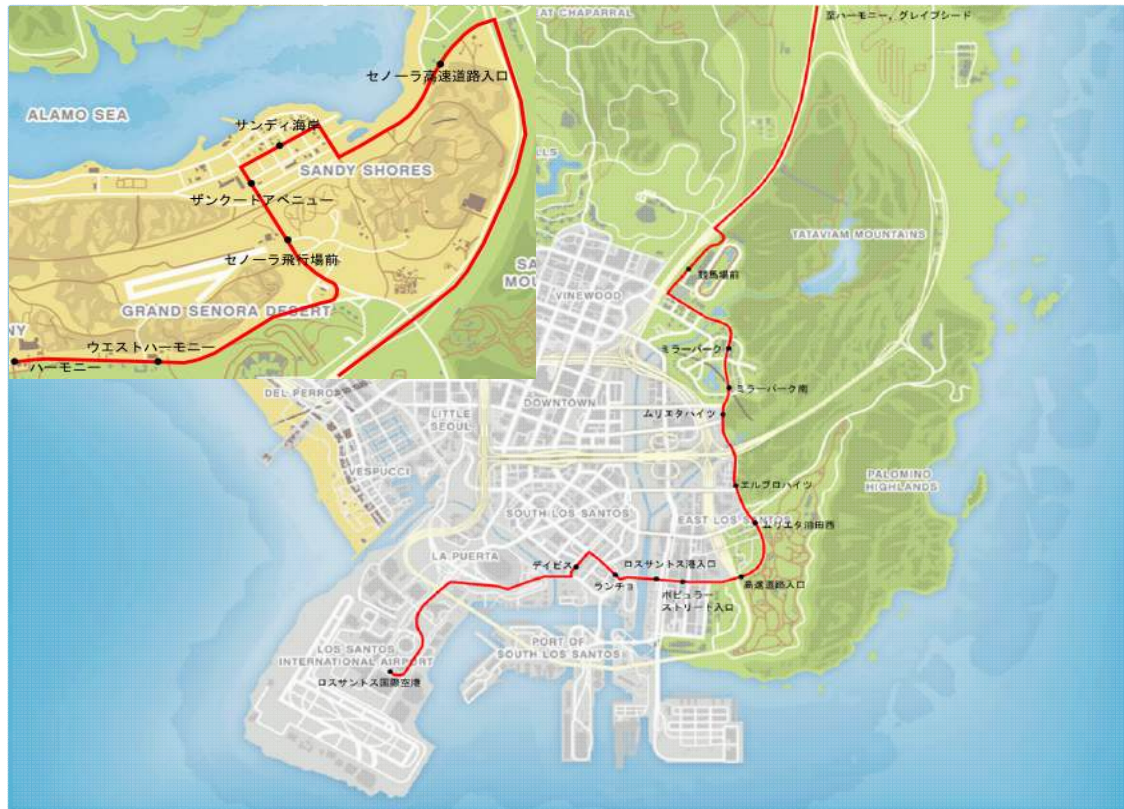 AT CHAPARRAL
至ハーモニー，グレイプシード
セノーラ高速道路入口
ALAMO SEA
サンディ海岸
SANDY SHORES
ザンクードアベニュー
セノーラ飛行場前
GRAND SENORA DESERT
SA
MOU
NY
ウエストハーモニー
ハーモニー
LLS
TATAVIAM MOUNTAINS
競馬場前
VINEWOOD
ミラーパーク
ミラーパーク南
DEL PERRO
DOWNTOWN
ムリエタハイツ
LITTLE
SEOUL
VESPUCCI
PALOMINO
HIGHLANDS
エルブロハイツ
SOUTH LOS SANTOS
EAST LOS SANTOS
ムリエタ油田西
LA PUERTA
デイビス
ロスサントス港入口
ランチョ
高速道路入口
ポピュラー
ストリート入口
PORT OF
SOUTH LOS SANTOS
LOS SANTOS
INTERNATIONAL AIRPORT
ロスサントス国際空港